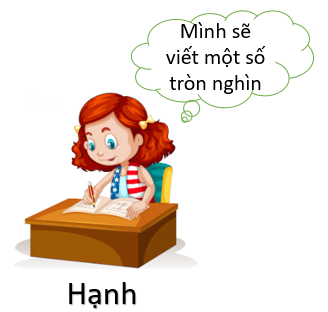 Mình sẽ
viết một số
tròn nghìn
Hạnh